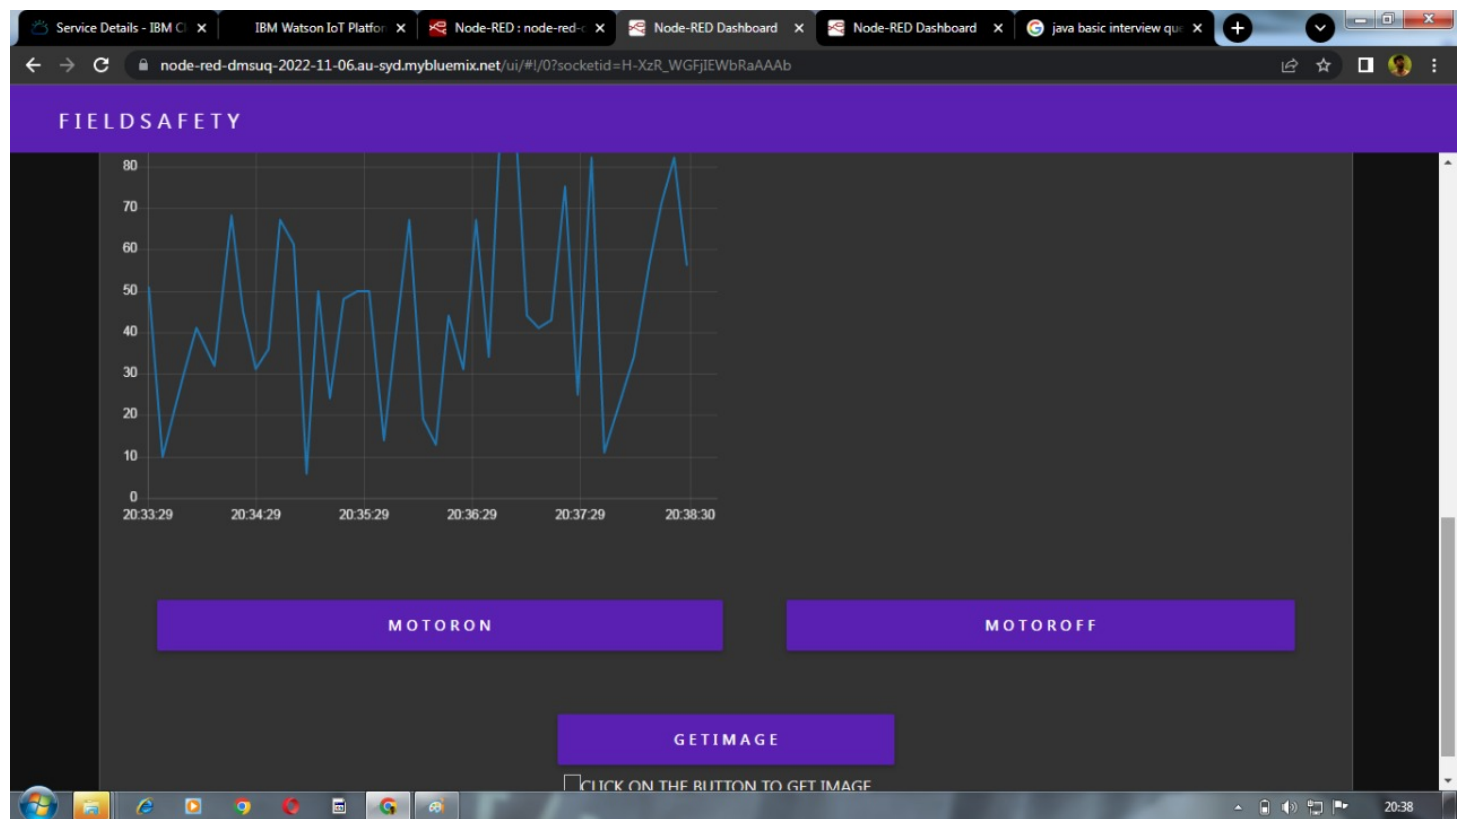 Service Details - IBM Cl
IBM Watson IoT Platfor
Node-RED : node-red-c
Node-RED Dashboard
Node-RED Dashboard
java basic interview que
node-red-dmsuq-2022-11-06.au-syd.mybluemix.net/ui/#!/0?socketid=H-XzR_WGFjIEWbRaAAAb
FIELDSAFETY
80
70
60
50
40
30
20
10
0
20:33:29 20:34:29 20:35:29 20:36:29 20:37:29 20:38:30
MOTORON
MOTOROFF
GETIMAGE
CLICK ON THE BUTTON TO GET IMAGE
20:38